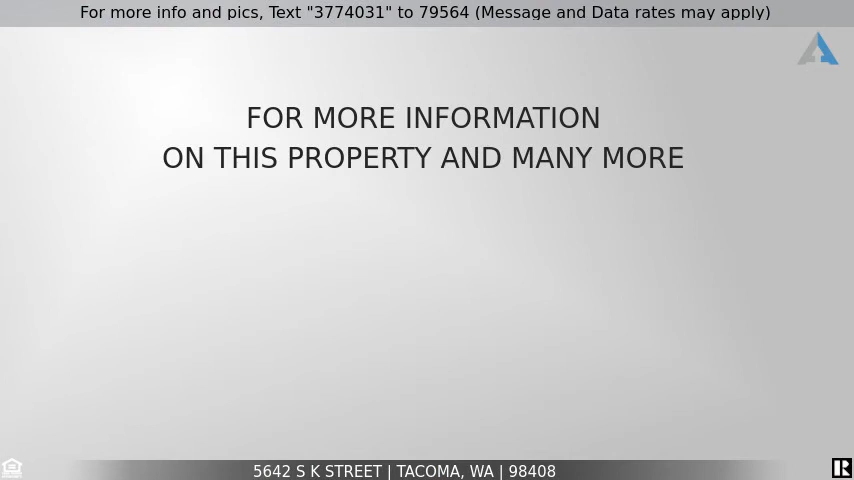 For more info and pics, Text "3774031" to 79564 (Message and Data rates may apply)
FOR MORE INFORMATION
ON THIS PROPERTY AND MANY MORE
5642 S K STREET | TACOMA, WA | 98408